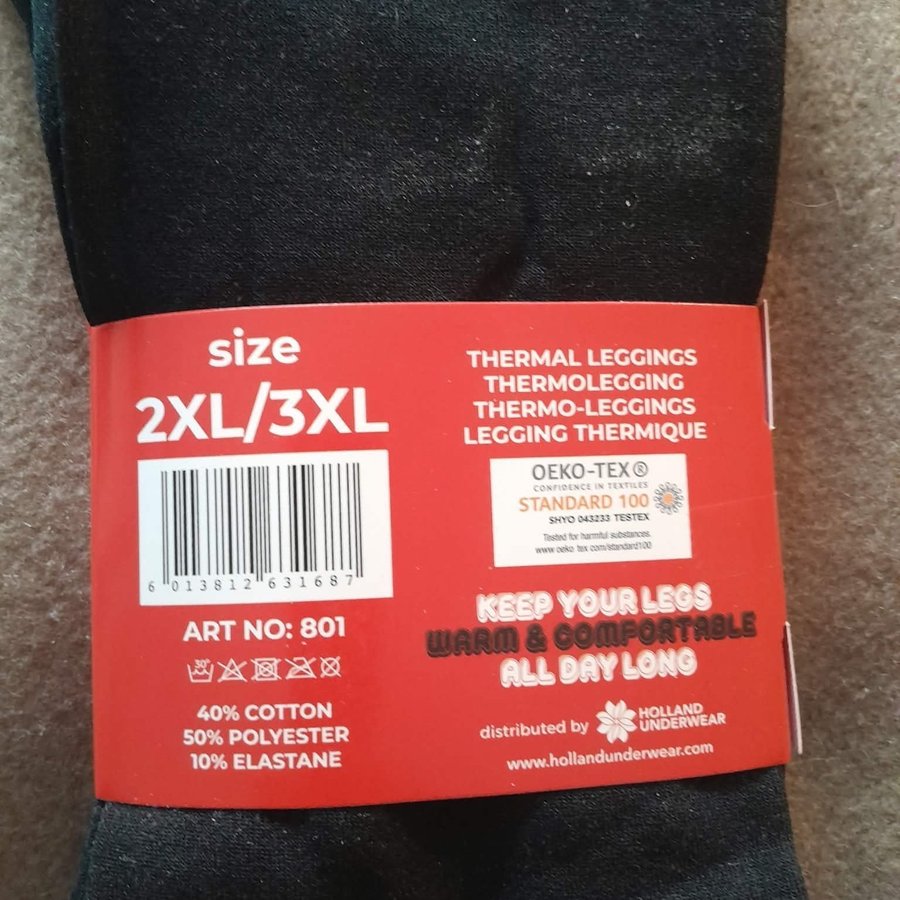 size
2XL/3XL
6 013812 631687
ART NO: 801
30°
40% COTTON
50% POLYESTER
10% ELASTANE
THERMAL LEGGINGS
THERMOLEGGING
THERMO-LEGGINGS
LEGGING THERMIQUE
OEKO-TEX®
CONFIDENCE IN TEXTILES
STANDARD 100
SHYO 043233 TESTEX
Tested for harmful substances.
www.oeko tex.com/standard100
KEEP YOUR LEGS
WARM & COMFORTABLE
ALL DAY LONG
distributed by HOLLAND
UNDERWEAR
www.hollandunderwear.com